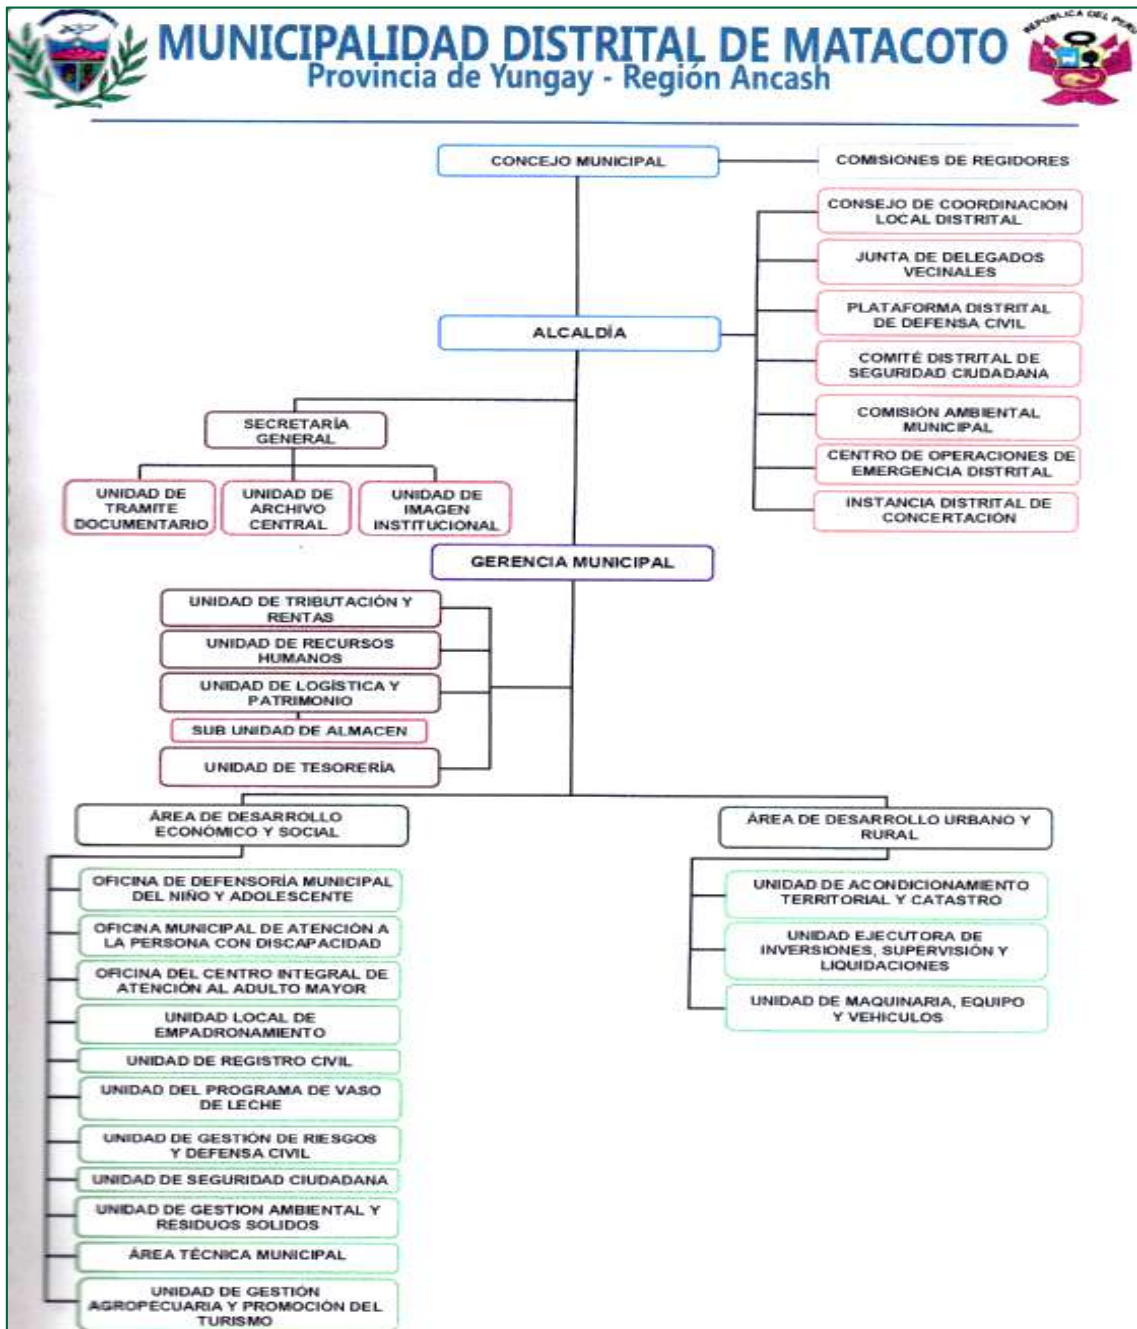 MUNICIPALIDAD DISTRITAL DE MATACOTO
Provincia de Yungay - Región Ancash
REPÚBLICA DEL PERÚ
CONCEJO MUNICIPAL
COMISIONES DE REGIDORES
CONSEJO DE COORDINACIÓN
LOCAL DISTRITAL
JUNTA DE DELEGADOS
VECINALES
PLATAFORMA DISTRITAL
DE DEFENSA CIVIL
ALCALDÍA
COMITÉ DISTRITAL DE
SEGURIDAD CIUDADANA
COMISIÓN AMBIENTAL
MUNICIPAL
CENTRO DE OPERACIONES DE
EMERGENCIA DISTRITAL
INSTANCIA DISTRITAL DE
CONCERTACIÓN
SECRETARÍA
GENERAL
UNIDAD DE
TRAMITE
DOCUMENTARIO
UNIDAD DE
ARCHIVO
CENTRAL
UNIDAD DE
IMAGEN
INSTITUCIONAL
GERENCIA MUNICIPAL
UNIDAD DE TRIBUTACIÓN Y
RENTAS
UNIDAD DE RECURSOS
HUMANOS
UNIDAD DE LOGÍSTICA Y
PATRIMONIO
SUB UNIDAD DE ALMACEN
UNIDAD DE TESORERÍA
ÁREA DE DESARROLLO
ECONÓMICO Y SOCIAL
OFICINA DE DEFENSORÍA MUNICIPAL
DEL NIÑO Y ADOLESCENTE
OFICINA MUNICIPAL DE ATENCIÓN A
LA PERSONA CON DISCAPACIDAD
OFICINA DEL CENTRO INTEGRAL DE
ATENCIÓN AL ADULTO MAYOR
UNIDAD LOCAL DE
EMPADRONAMIENTO
UNIDAD DE REGISTRO CIVIL
UNIDAD DEL PROGRAMA DE VASO
DE LECHE
UNIDAD DE GESTIÓN DE RIESGOS
Y DEFENSA CIVIL
UNIDAD DE SEGURIDAD CIUDADANA
UNIDAD DE GESTION AMBIENTAL Y
RESIDUOS SOLIDOS
ÁREA TÉCNICA MUNICIPAL
UNIDAD DE GESTIÓN
AGROPECUARIA Y PROMOCIÓN DEL
TURISMO
ÁREA DE DESARROLLO URBANO Y
RURAL
UNIDAD DE ACONDICIONAMIENTO
TERRITORIAL Y CATASTRO
UNIDAD EJECUTORA DE
INVERSIONES, SUPERVISIÓN Y
LIQUIDACIONES
UNIDAD DE MAQUINARIA, EQUIPO
Y VEHICULOS